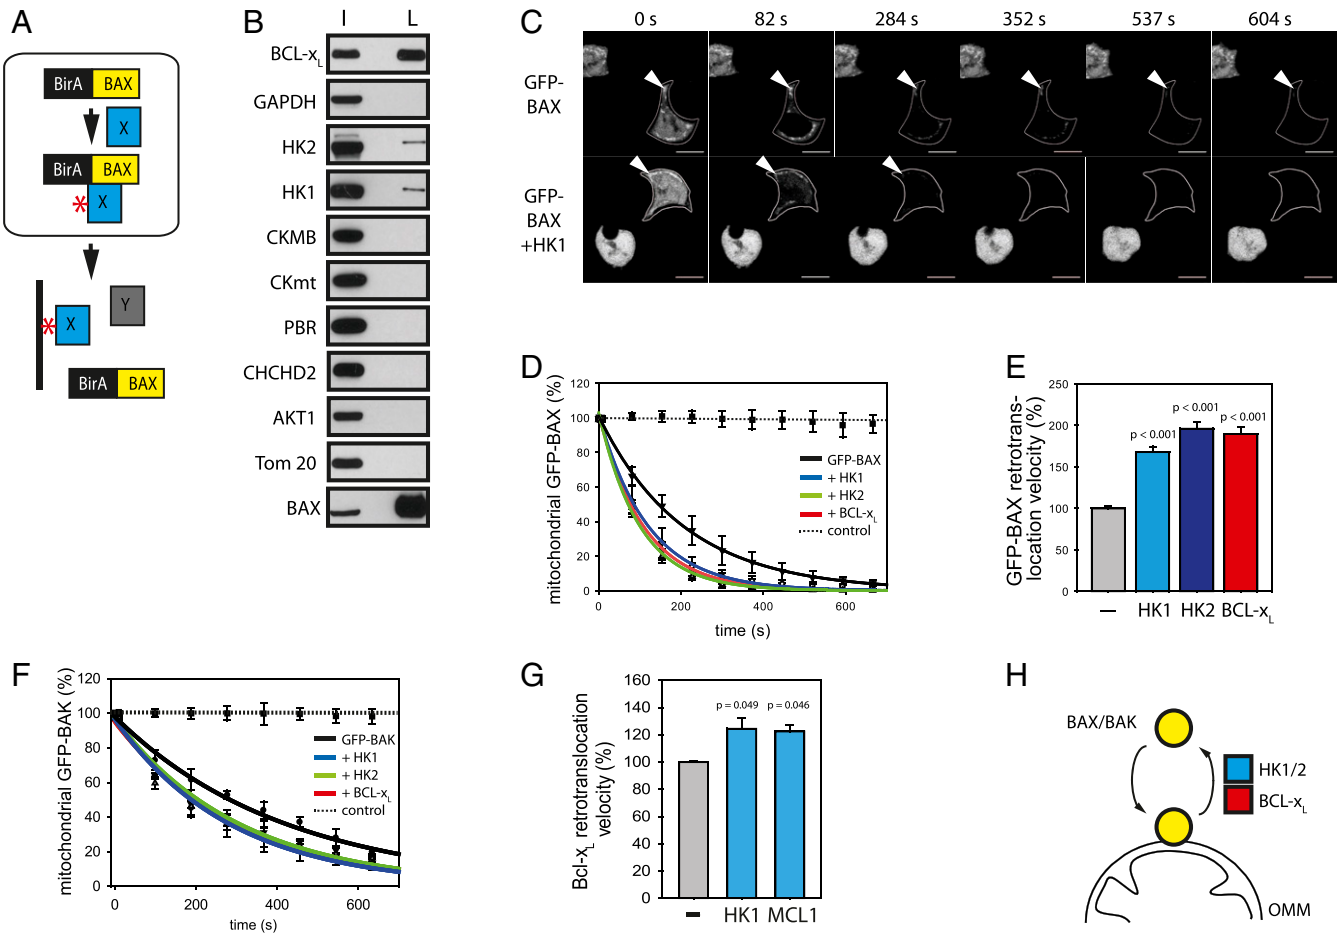 A
BirA BAX
X
BirA BAX
* X
* X
Y
BirA BAX
B
I L
BCL-xL
GAPDH
HK2
HK1
CKMB
CKmt
PBR
CHCHD2
AKT1
Tom 20
BAX
C
0 s 82 s 284 s 352 s 537 s 604 s
GFP-
BAX
GFP-
BAX
+HK1
D
mitochondrial GFP-BAX (%)
120
100
80
60
40
20
0
0 200 400 600
time (s)
GFP-BAX
+ HK1
+ HK2
+ BCL-xL
control
E
GFP-BAX retrotrans-
location velocity (%)
250
200
150
100
50
0
p < 0.001
p < 0.001
p < 0.001
– HK1 HK2 BCL-xL
F
mitochondrial GFP-BAK (%)
120
100
80
60
40
20
0
0 200 400 600
time (s)
GFP-BAK
+ HK1
+ HK2
+ BCL-xL
control
G
Bcl-xL retrotranslocation
velocity (%)
160
140
120
100
80
60
40
20
0
p = 0.049 p = 0.046
– HK1 MCL1
H
BAX/BAK
HK1/2
BCL-xL
OMM